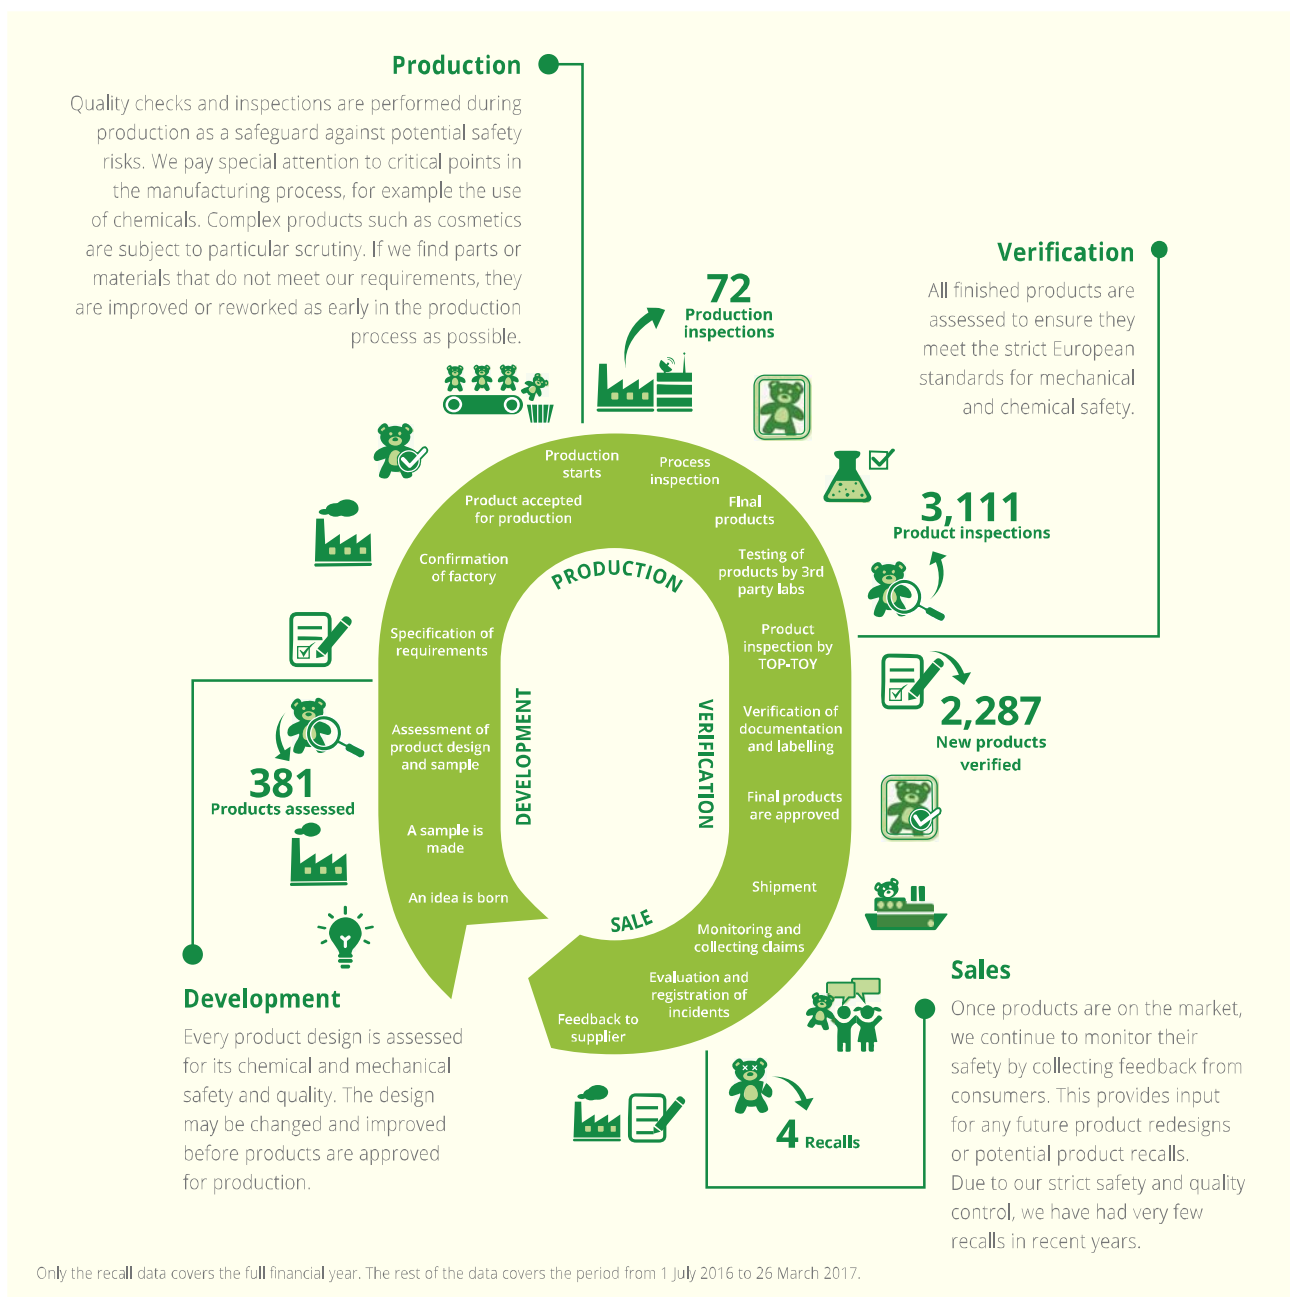 Production
Quality checks and inspections are performed during
production as a safeguard against potential safety
risks. We pay special attention to critical points in
the manufacturing process, for example the use
of chemicals. Complex products such as cosmetics
are subject to particular scrutiny. If we find parts or
materials that do not meet our requirements, they
are improved or reworked as early in the production
process as possible.
72
Production
inspections
Verification
All finished products are
assessed to ensure they
meet the strict European
standards for mechanical
and chemical safety.
3,111
Product inspections
2,287
New products
verified
381
Products assessed
An idea is born
A sample is
made
Assessment of
product design
and sample
Specification of
requirements
Confirmation
of factory
Product accepted
for production
Production
starts
Process
inspection
FInal
products
Testing of
products by 3rd
party labs
Product
inspection by
TOP-TOY
Verification of
documentation
and labelling
Final products
are approved
Shipment
Monitoring and
collecting claims
Evaluation and
registration of
incidents
Feedback to
supplier
DEVELOPMENT
PRODUCTION
VERIFICATION
SALE
Development
Every product design is assessed
for its chemical and mechanical
safety and quality. The design
may be changed and improved
before products are approved
for production.
4 Recalls
Sales
Once products are on the market,
we continue to monitor their
safety by collecting feedback from
consumers. This provides input
for any future product redesigns
or potential product recalls.
Due to our strict safety and quality
control, we have had very few
recalls in recent years.
Only the recall data covers the full financial year. The rest of the data covers the period from 1 July 2016 to 26 March 2017.